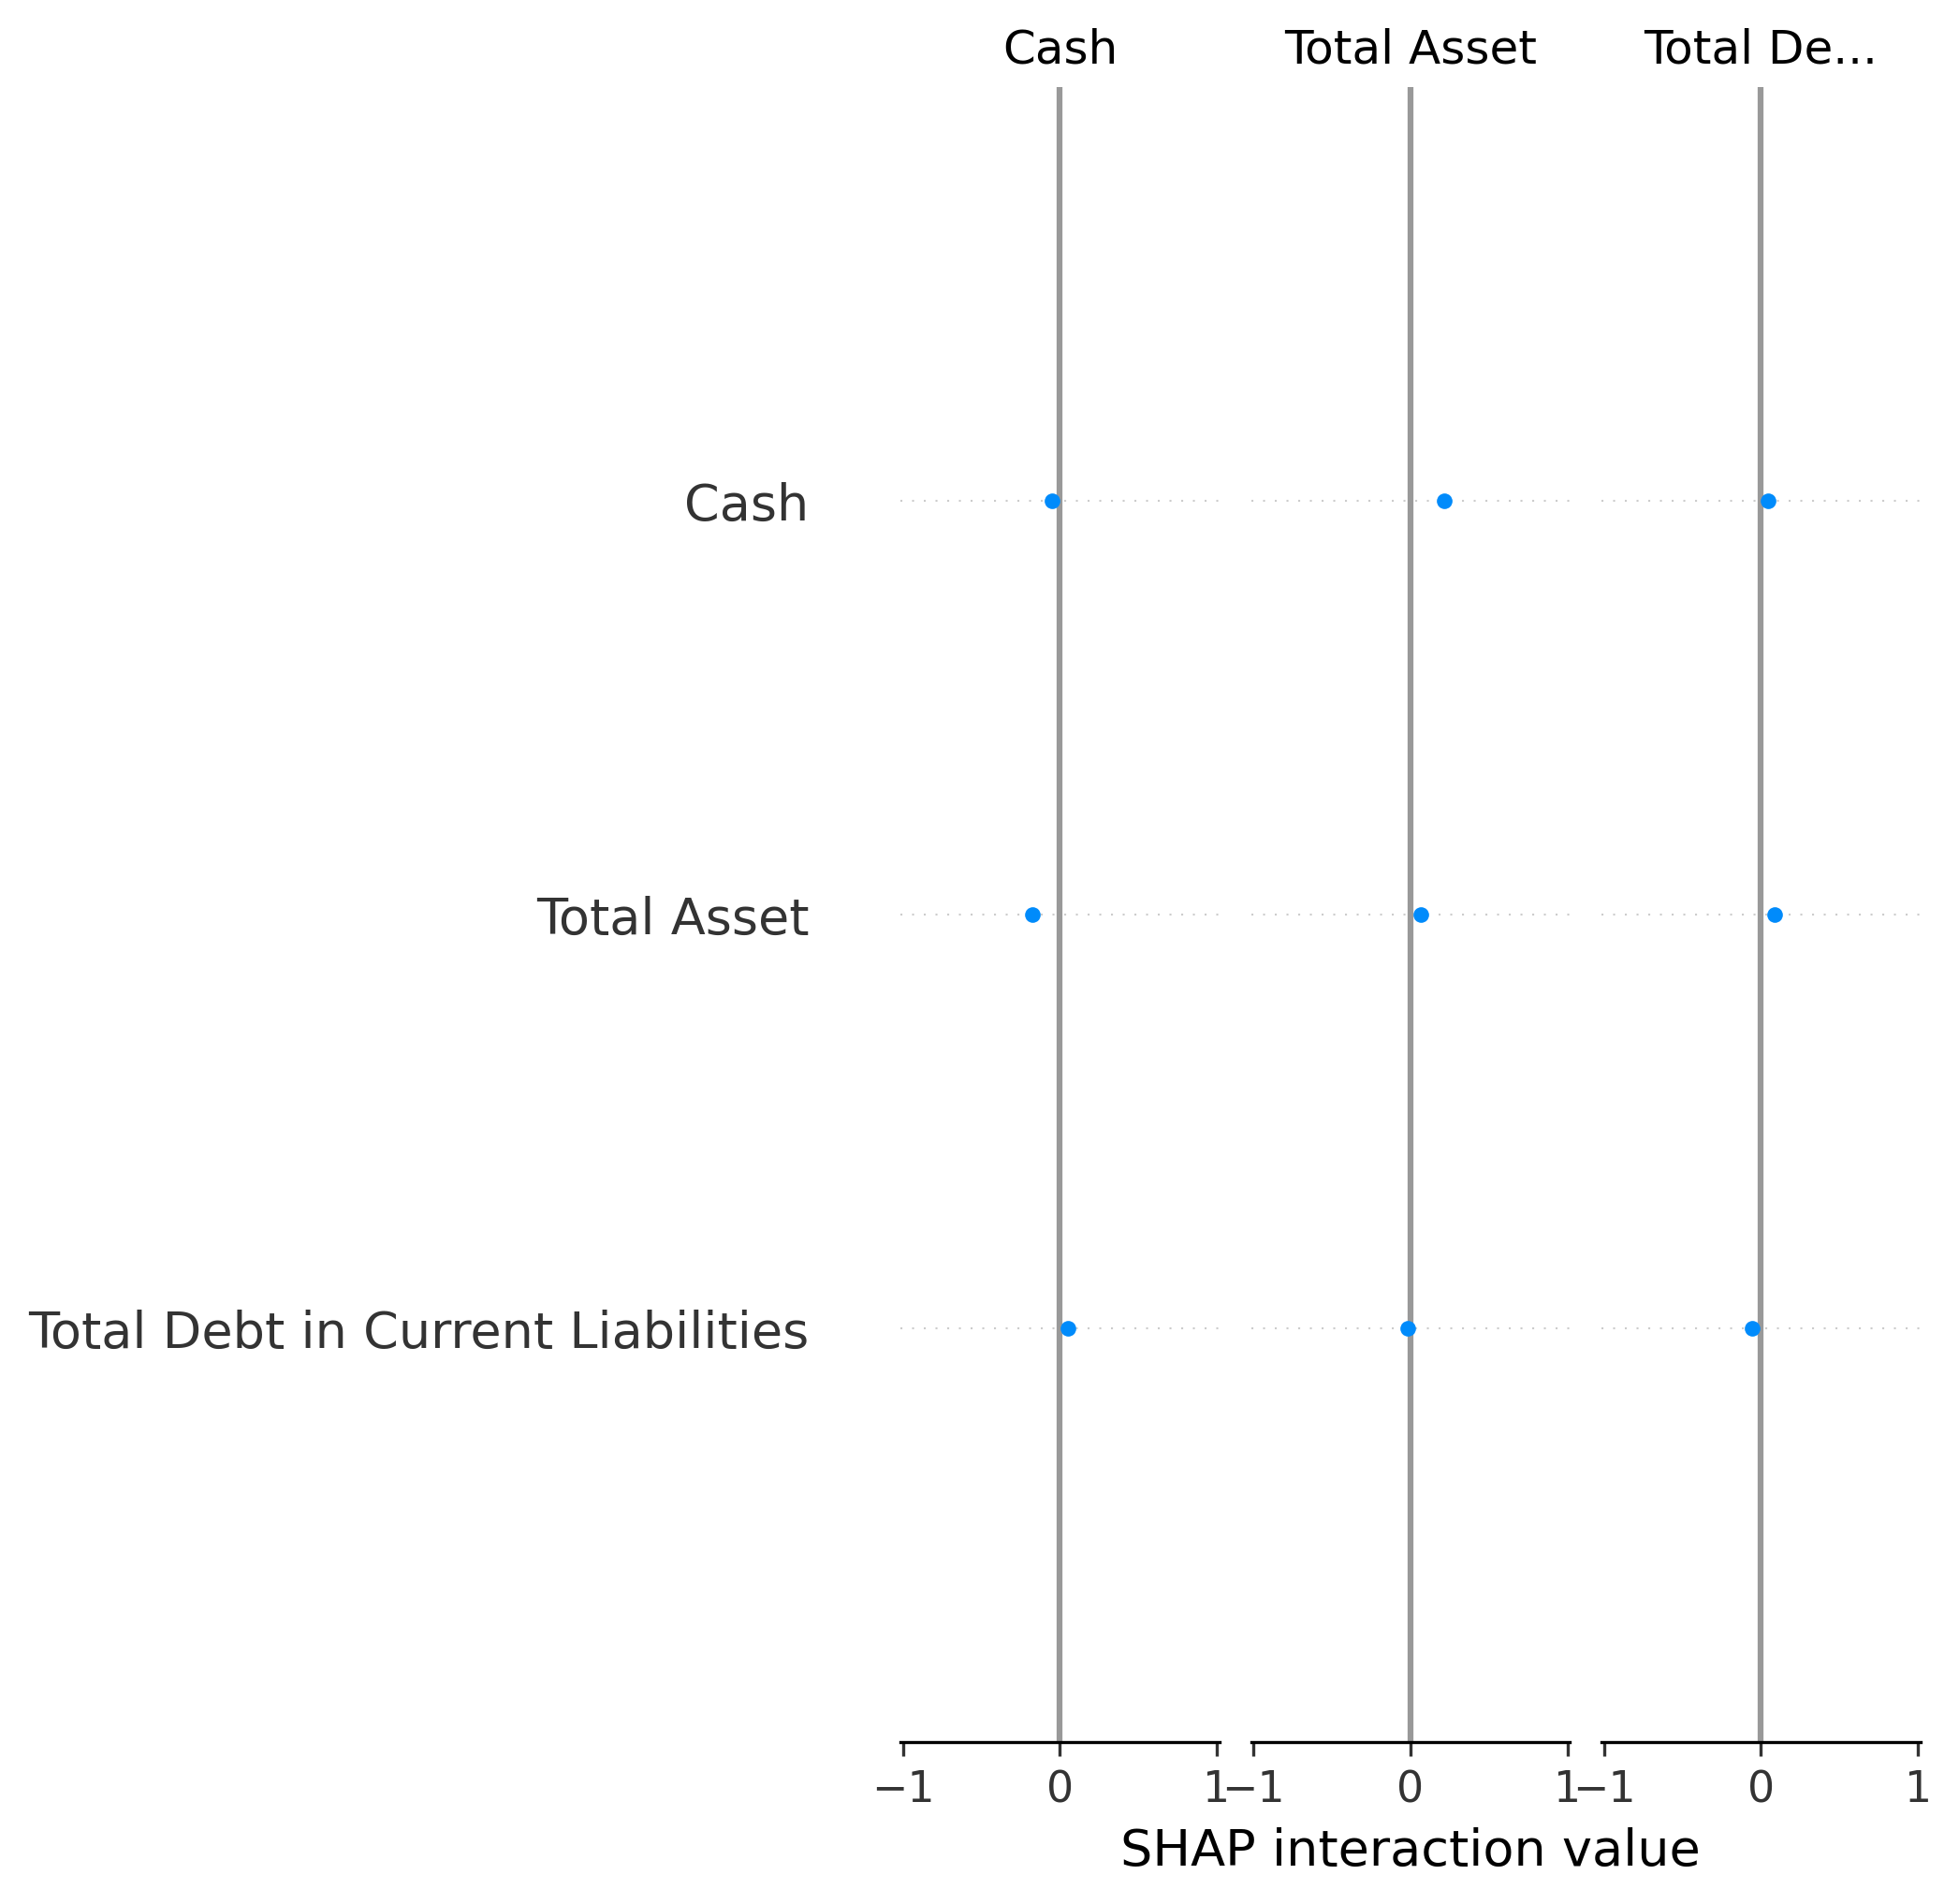 Cash Total Asset Total De...
Cash
Total Asset
Total Debt in Current Liabilities
−1 0 1 −1 0 1 −1 0 1
SHAP interaction value